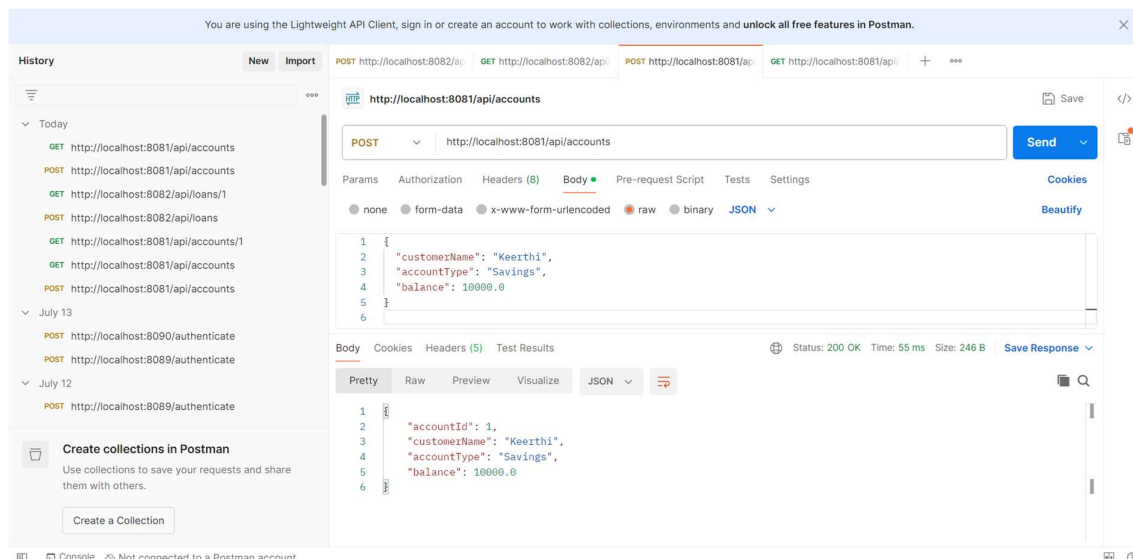 You are using the Lightweight API Client, sign in or create an account to work with collections, environments and unlock all free features in Postman.
History
New
Import
POST http://localhost:8082/ap
GET http://localhost:8082/api
POST http://localhost:8081/ap
GET http://localhost:8081/api/
http://localhost:8081/api/accounts
Save
Today
GET http://localhost:8081/api/accounts
POST http://localhost:8081/api/accounts
GET http://localhost:8082/api/loans/1
POST http://localhost:8082/api/loans
GET http://localhost:8081/api/accounts/1
GET http://localhost:8081/api/accounts
POST http://localhost:8081/api/accounts
July 13
POST http://localhost:8090/authenticate
POST http://localhost:8089/authenticate
July 12
POST http://localhost:8089/authenticate
Create collections in Postman
Use collections to save your requests and share
them with others.
Create a Collection
POST http://localhost:8081/api/accounts
Send
Params Authorization Headers (8) Body Pre-request Script Tests Settings Cookies
none form-data x-www-form-urlencoded raw binary JSON Beautify
1 {
2 "customerName": "Keerthi",
3 "accountType": "Savings",
4 "balance": 10000.0
5 }
6
Body Cookies Headers (5) Test Results Status: 200 OK Time: 55 ms Size: 246 B Save Response
Pretty Raw Preview Visualize JSON
1 {
2 "accountId": 1,
3 "customerName": "Keerthi",
4 "accountType": "Savings",
5 "balance": 10000.0
6 }
Console Not connected to a Postman account